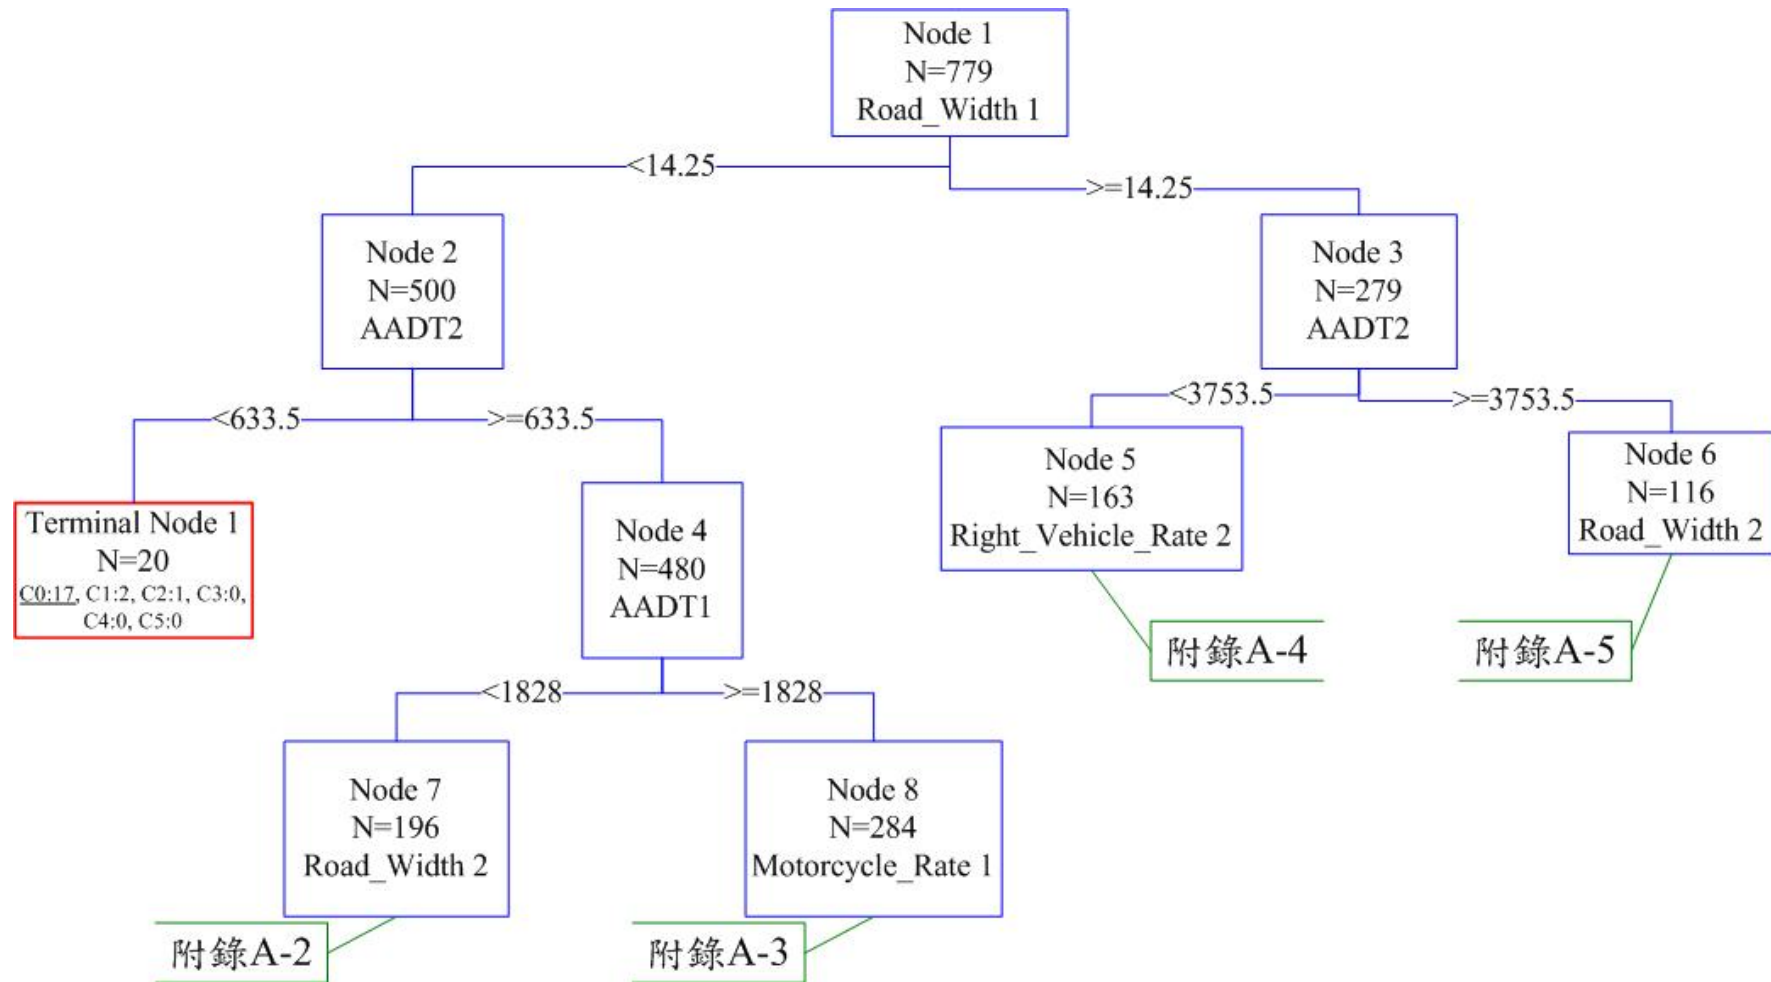 Node 1
N=779
Road_Width 1
<14.25
>=14.25
Node 2
N=500
AADT2
Node 3
N=279
AADT2
<633.5
>=633.5
<3753.5
>=3753.5
Terminal Node 1
N=20
C0:17, C1:2, C2:1, C3:0,
C4:0, C5:0
Node 4
N=480
AADT1
Node 5
N=163
Right_Vehicle_Rate 2
Node 6
N=116
Road_Width 2
附錄A-4
附錄A-5
<1828
>=1828
Node 7
N=196
Road_Width 2
Node 8
N=284
Motorcycle_Rate 1
附錄A-2
附錄A-3